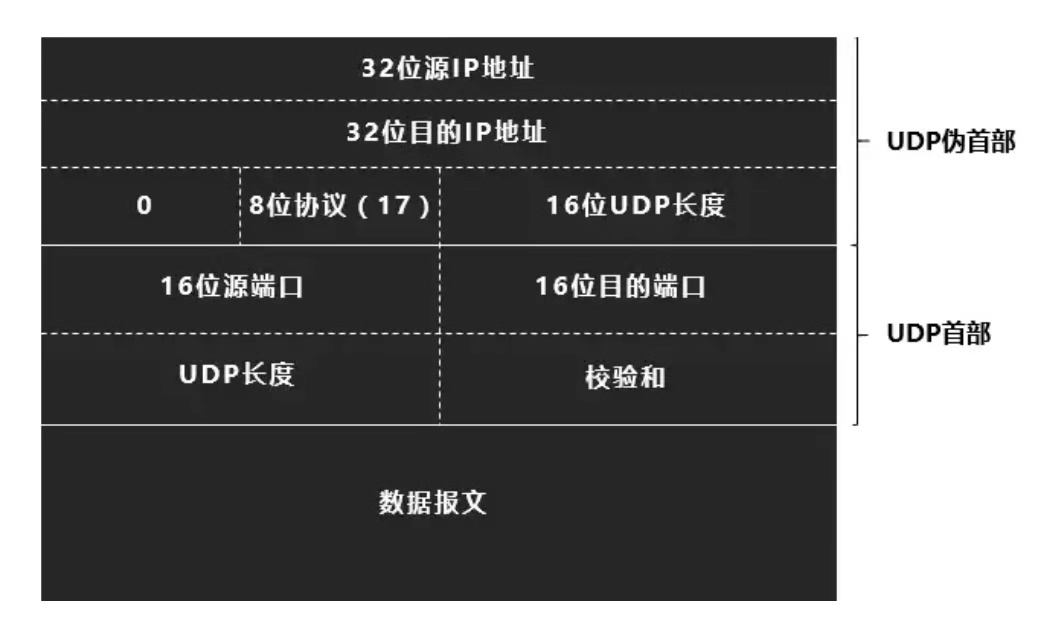 32位源IP地址
32位目的IP地址
UDP伪首部
0
8位协议（17）
16位UDP长度
16位源端口
16位目的端口
UDP首部
UDP长度
校验和
数据报文